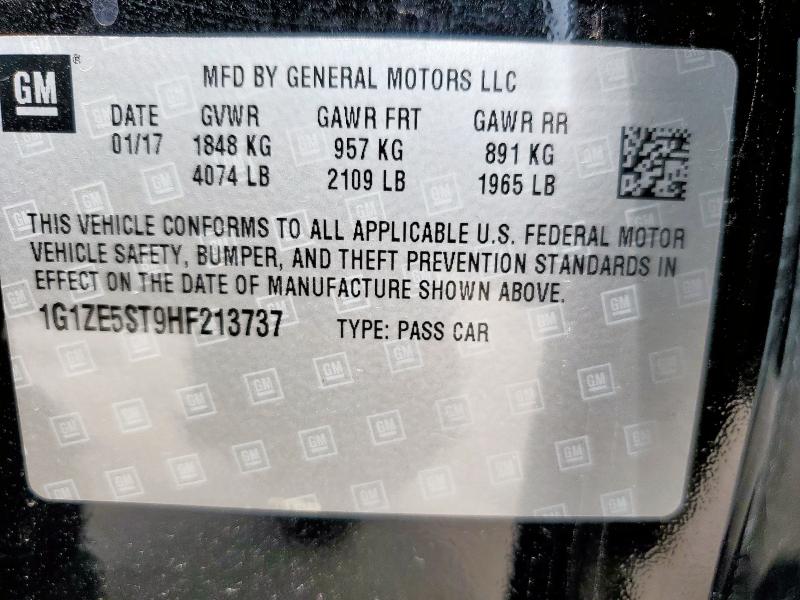 GM
MFD BY GENERAL MOTORS LLC
DATE GVWR GAWR FRT GAWR RR
01/17 1848 KG 957 KG 891 KG
4074 LB 2109 LB 1965 LB
THIS VEHICLE CONFORMS TO ALL APPLICABLE U.S. FEDERAL MOTOR
VEHICLE SAFETY, BUMPER, AND THEFT PREVENTION STANDARDS IN
EFFECT ON THE DATE OF MANUFACTURE SHOWN ABOVE.
1G1ZE5ST9HF213737 TYPE: PASS CAR